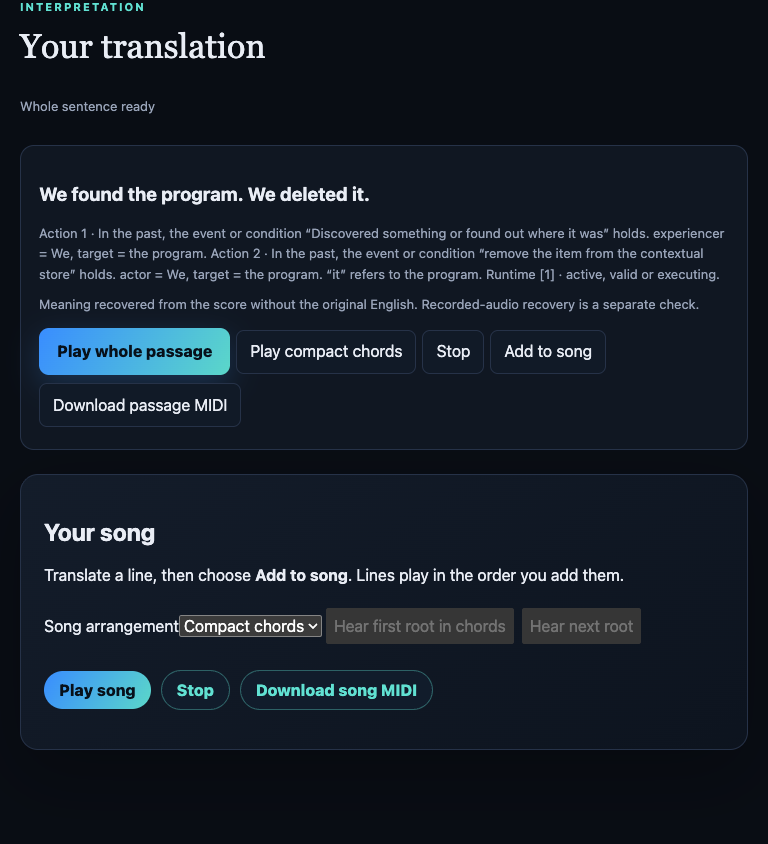 INTERPRETATION
Your translation
Whole sentence ready
We found the program. We deleted it.
Action 1 · In the past, the event or condition “Discovered something or found out where it was” holds. experiencer
= We, target = the program. Action 2 · In the past, the event or condition “remove the item from the contextual
store” holds. actor = We, target = the program. “it” refers to the program. Runtime [1] · active, valid or executing.
Meaning recovered from the score without the original English. Recorded-audio recovery is a separate check.
Play whole passage
Play compact chords
Stop
Add to song
Download passage MIDI
Your song
Translate a line, then choose Add to song. Lines play in the order you add them.
Song arrangement
Compact chords
Hear first root in chords
Hear next root
Play song
Stop
Download song MIDI